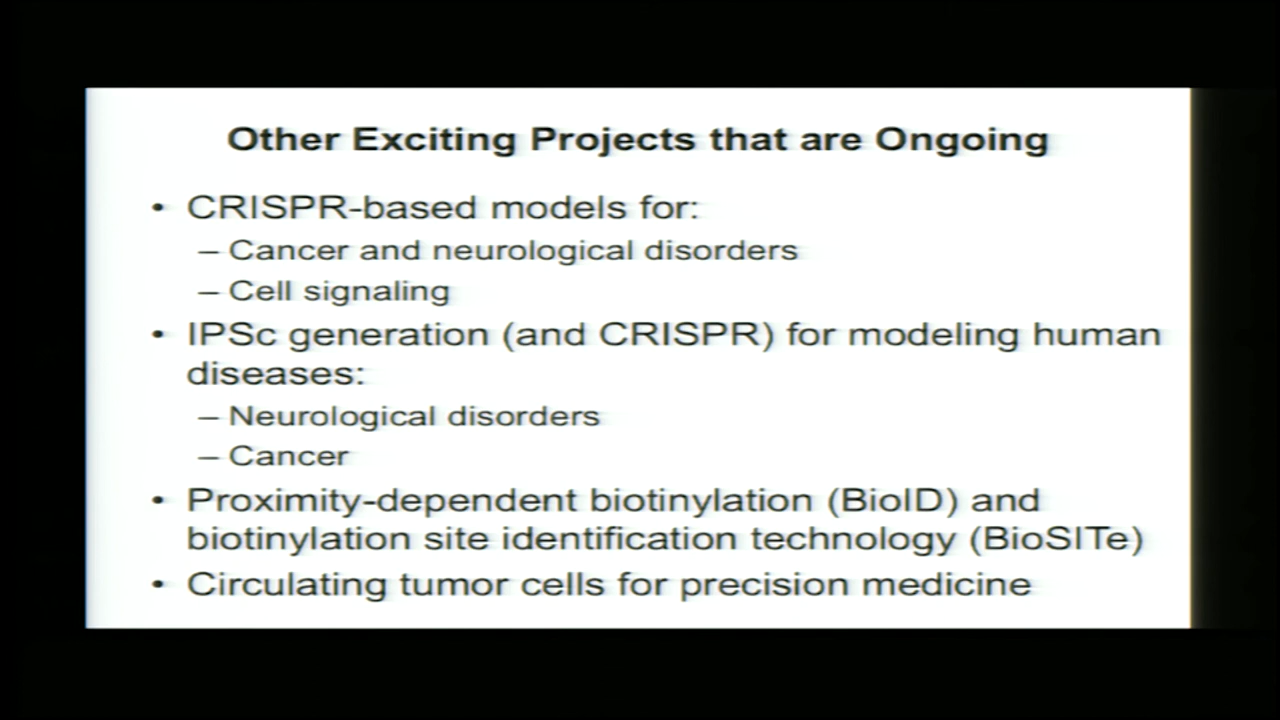 Other Exciting Projects that are Ongoing
• CRISPR-based models for:
– Cancer and neurological disorders
– Cell signaling
• IPSc generation (and CRISPR) for modeling human
diseases:
– Neurological disorders
– Cancer
• Proximity-dependent biotinylation (BioID) and
biotinylation site identification technology (BioSITe)
• Circulating tumor cells for precision medicine